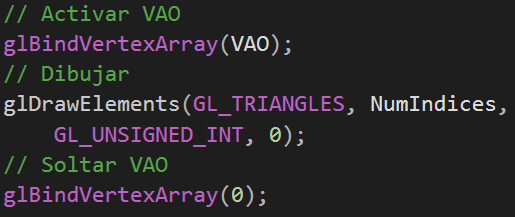 // Activar VAO
glBindVertexArray(VAO);
// Dibujar
glDrawElements(GL_TRIANGLES, NumIndices,
    GL_UNSIGNED_INT, 0);
// Soltar VAO
glBindVertexArray(0);